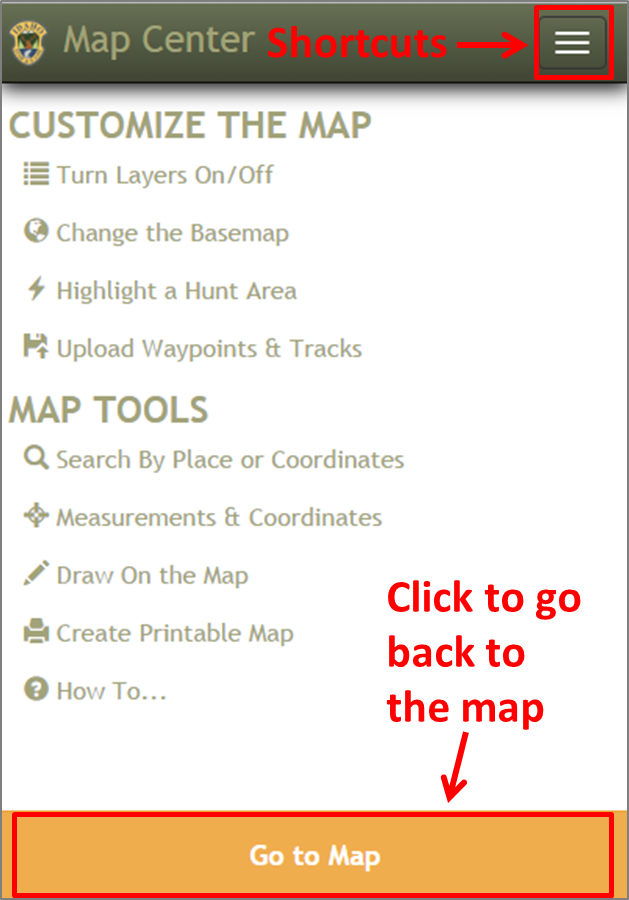 IDAHO
Map Center Shortcuts
CUSTOMIZE THE MAP
Turn Layers On/Off
Change the Basemap
Highlight a Hunt Area
Upload Waypoints & Tracks
MAP TOOLS
Search By Place or Coordinates
Measurements & Coordinates
Draw On the Map
Create Printable Map
How To...
Click to go
back to
the map
Go to Map